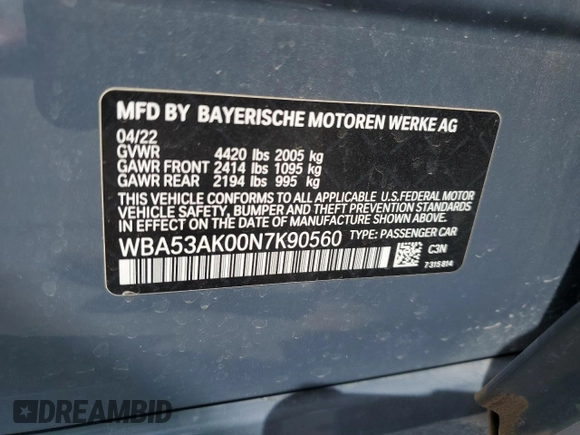 MFD BY BAYERISCHE MOTOREN WERKE AG
04/22
GVWR 4420 lbs 2005 kg
GAWR FRONT 2414 lbs 1095 kg
GAWR REAR 2194 lbs 995 kg
THIS VEHICLE CONFORMS TO ALL APPLICABLE U.S.FEDERAL MOTOR
VEHICLE SAFETY, BUMPER AND THEFT PREVENTION STANDARDS
IN EFFECT ON THE DATE OF MANUFACTURE SHOWN ABOVE.
WBA53AK00N7K90560 TYPE: PASSENGER CAR
C3N
7315814
DREAMBID